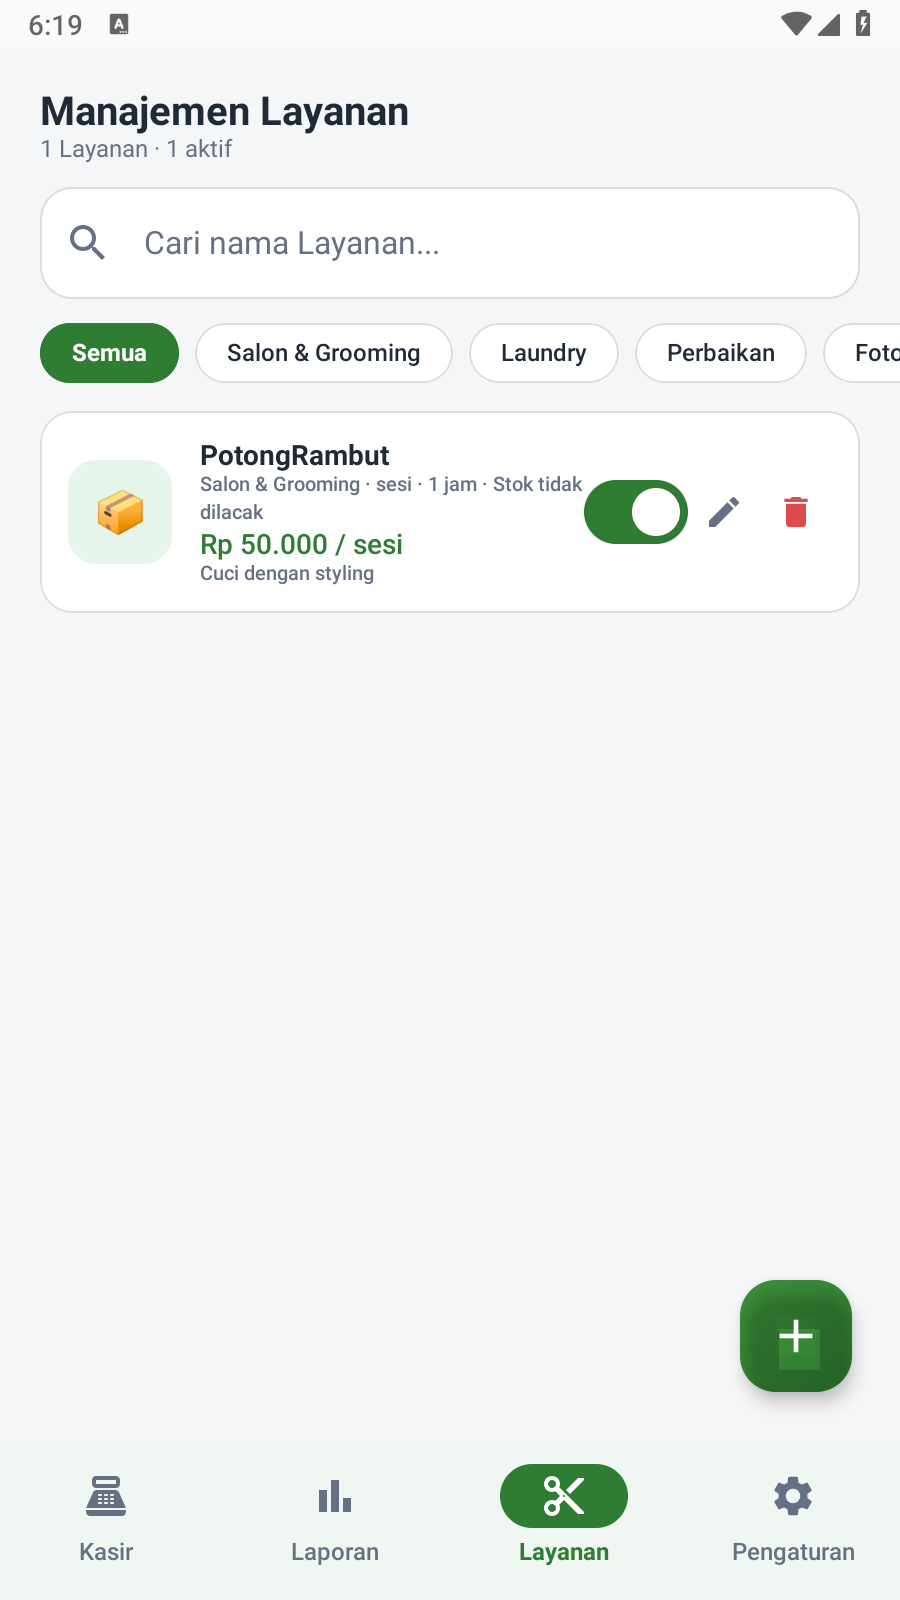 6:19
A
Manajemen Layanan
1 Layanan · 1 aktif
Cari nama Layanan...
Semua
Salon & Grooming
Laundry
Perbaikan
Foto
PotongRambut
Salon & Grooming · sesi · 1 jam · Stok tidak
dilacak
Rp 50.000 / sesi
Cuci dengan styling
Kasir
Laporan
Layanan
Pengaturan